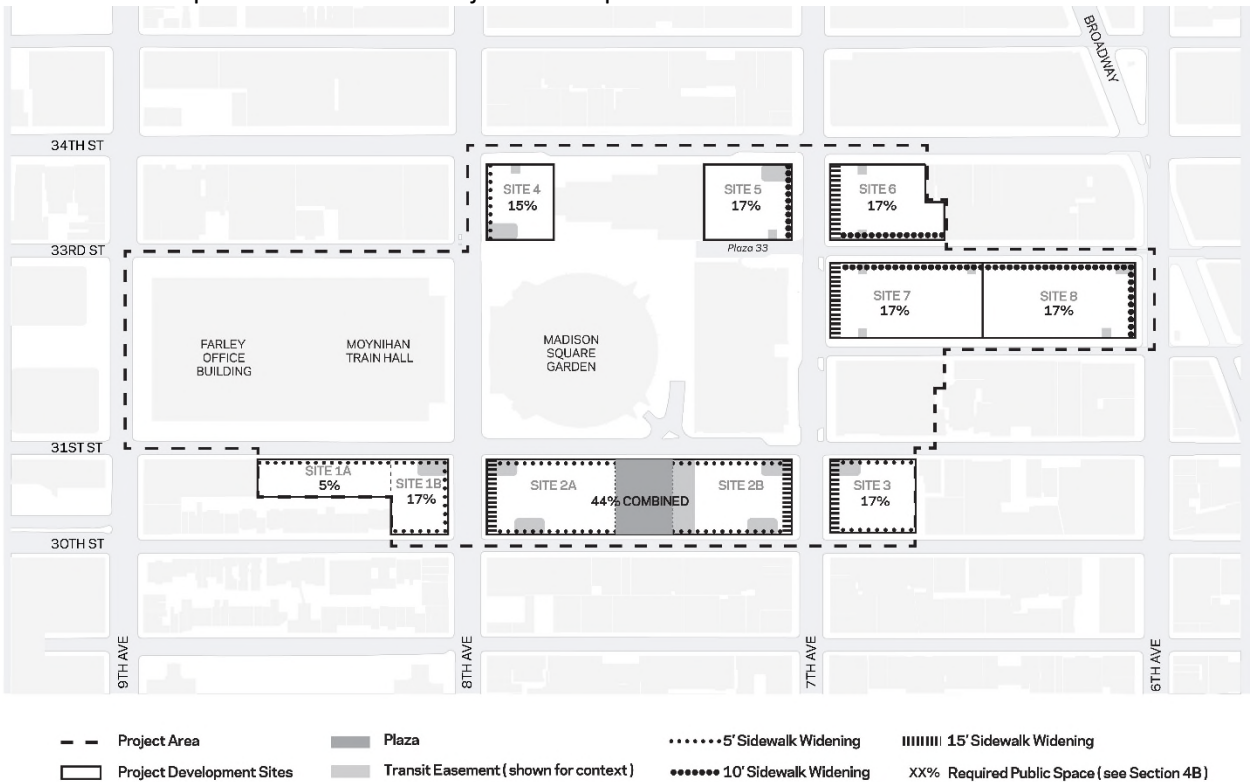 BROADWAY
34TH ST
SITE 4
15%
SITE 5
17%
SITE 6
17%
33RD ST
Plaza 33
SITE 7
17%
SITE 8
17%
FARLEY
OFFICE
BUILDING
MOYNIHAN
TRAIN HALL
MADISON
SQUARE
GARDEN
31ST ST
SITE 1A
5%
SITE 1B
17%
SITE 2A
44% COMBINED
SITE 2B
SITE 3
17%
30TH ST
9TH AVE
8TH AVE
7TH AVE
6TH AVE
Project Area
Plaza
5' Sidewalk Widening
15' Sidewalk Widening
Project Development Sites
Transit Easement (shown for context)
10' Sidewalk Widening
XX% Required Public Space (see Section 4B)